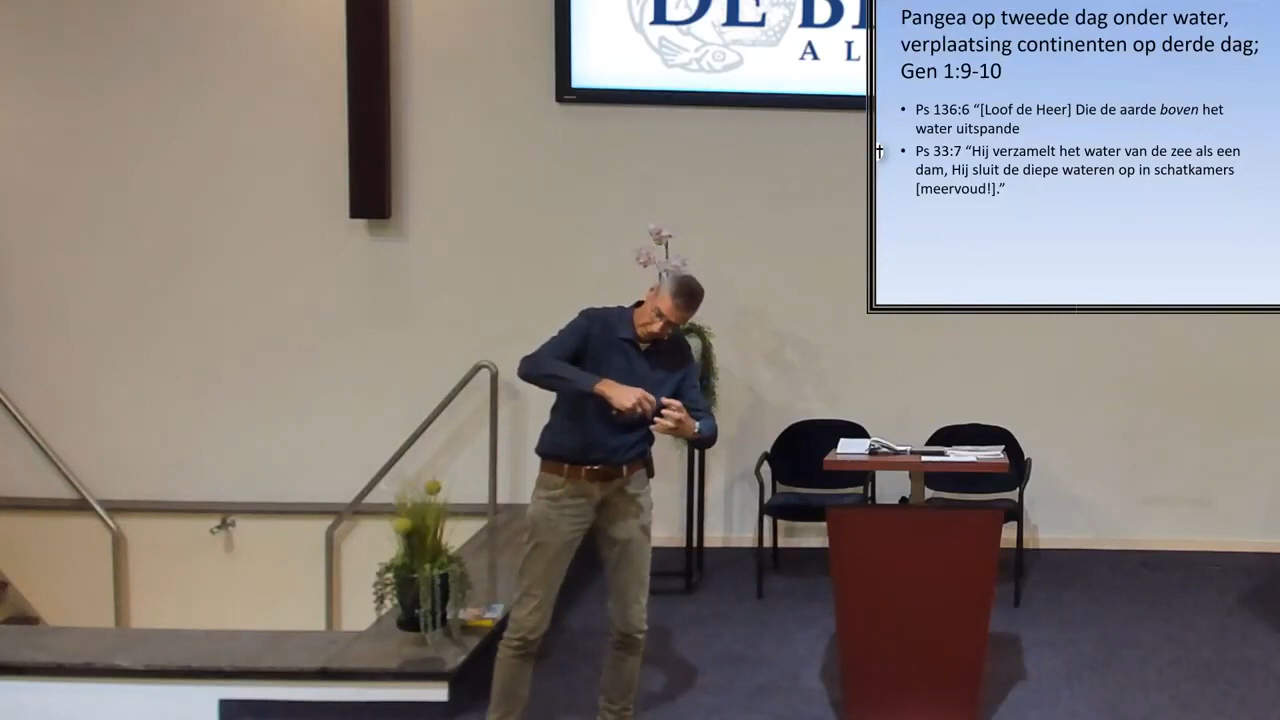 DE
A L
Pangea op tweede dag onder water,
verplaatsing continenten op derde dag;
Gen 1:9-10
• Ps 136:6 “[Loof de Heer] Die de aarde boven het
water uitspande
• Ps 33:7 “Hij verzamelt het water van de zee als een
dam, Hij sluit de diepe wateren op in schatkamers
[meervoud!].”